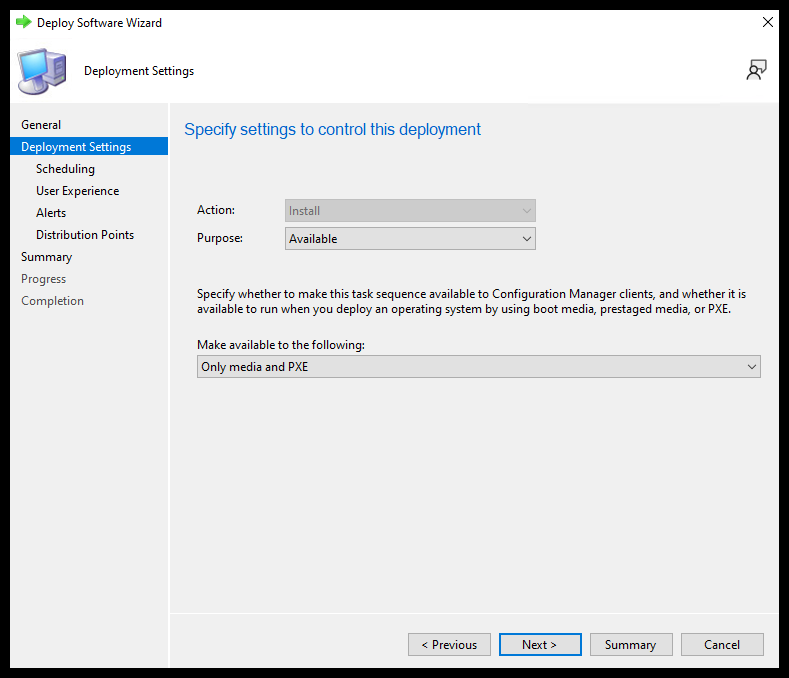 Deploy Software Wizard
Deployment Settings
General
Deployment Settings
Scheduling
User Experience
Alerts
Distribution Points
Summary
Progress
Completion
Specify settings to control this deployment
Action: Install
Purpose: Available
Specify whether to make this task sequence available to Configuration Manager clients, and whether it is
available to run when you deploy an operating system by using boot media, prestaged media, or PXE.
Make available to the following:
Only media and PXE
< Previous Next > Summary Cancel